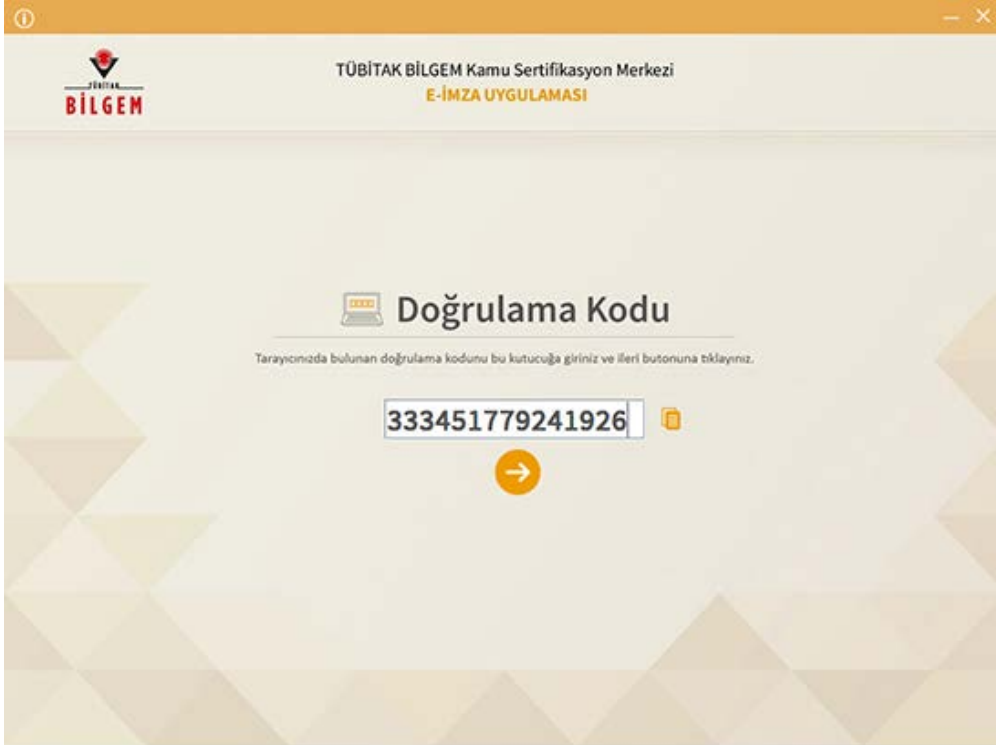 TÜBİTAK
BİLGEM
TÜBİTAK BİLGEM Kamu Sertifikasyon Merkezi
E-İMZA UYGULAMASI
Doğrulama Kodu
Tarayıcınızda bulunan doğrulama kodunu bu kutucuğa giriniz ve ileri butonuna tıklayınız.
333451779241926